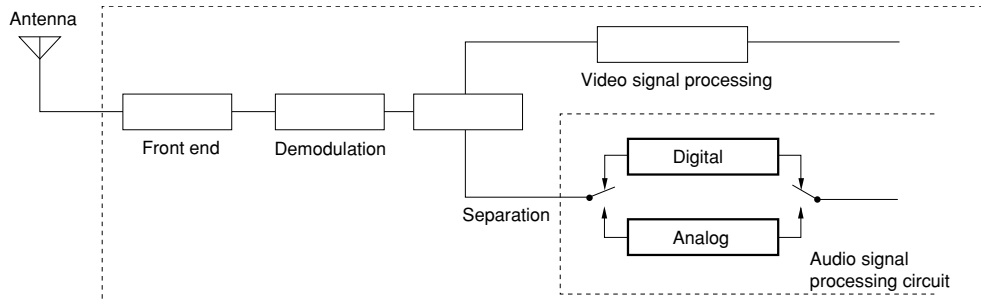 Antenna
Video signal processing
Front end
Demodulation
Digital
Separation
Analog
Audio signal
processing circuit